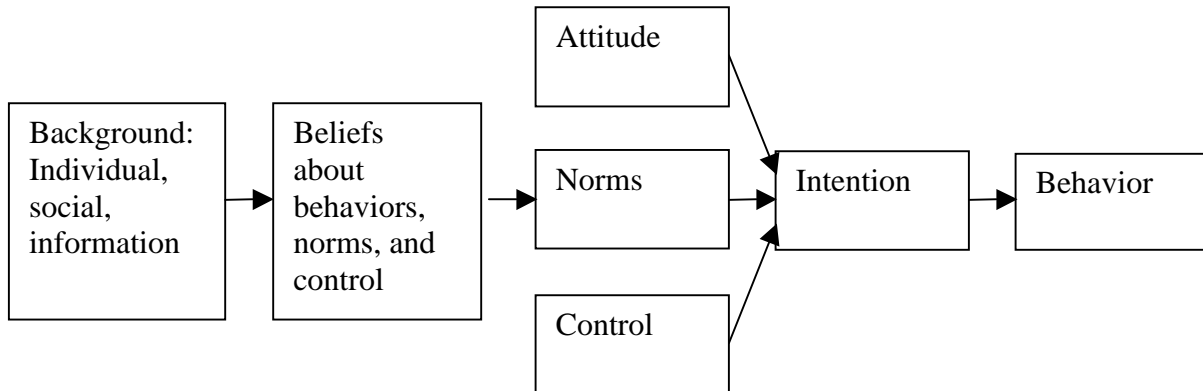 Background:
Individual,
social,
information
Beliefs
about
behaviors,
norms, and
control
Attitude
Norms
Control
Intention
Behavior